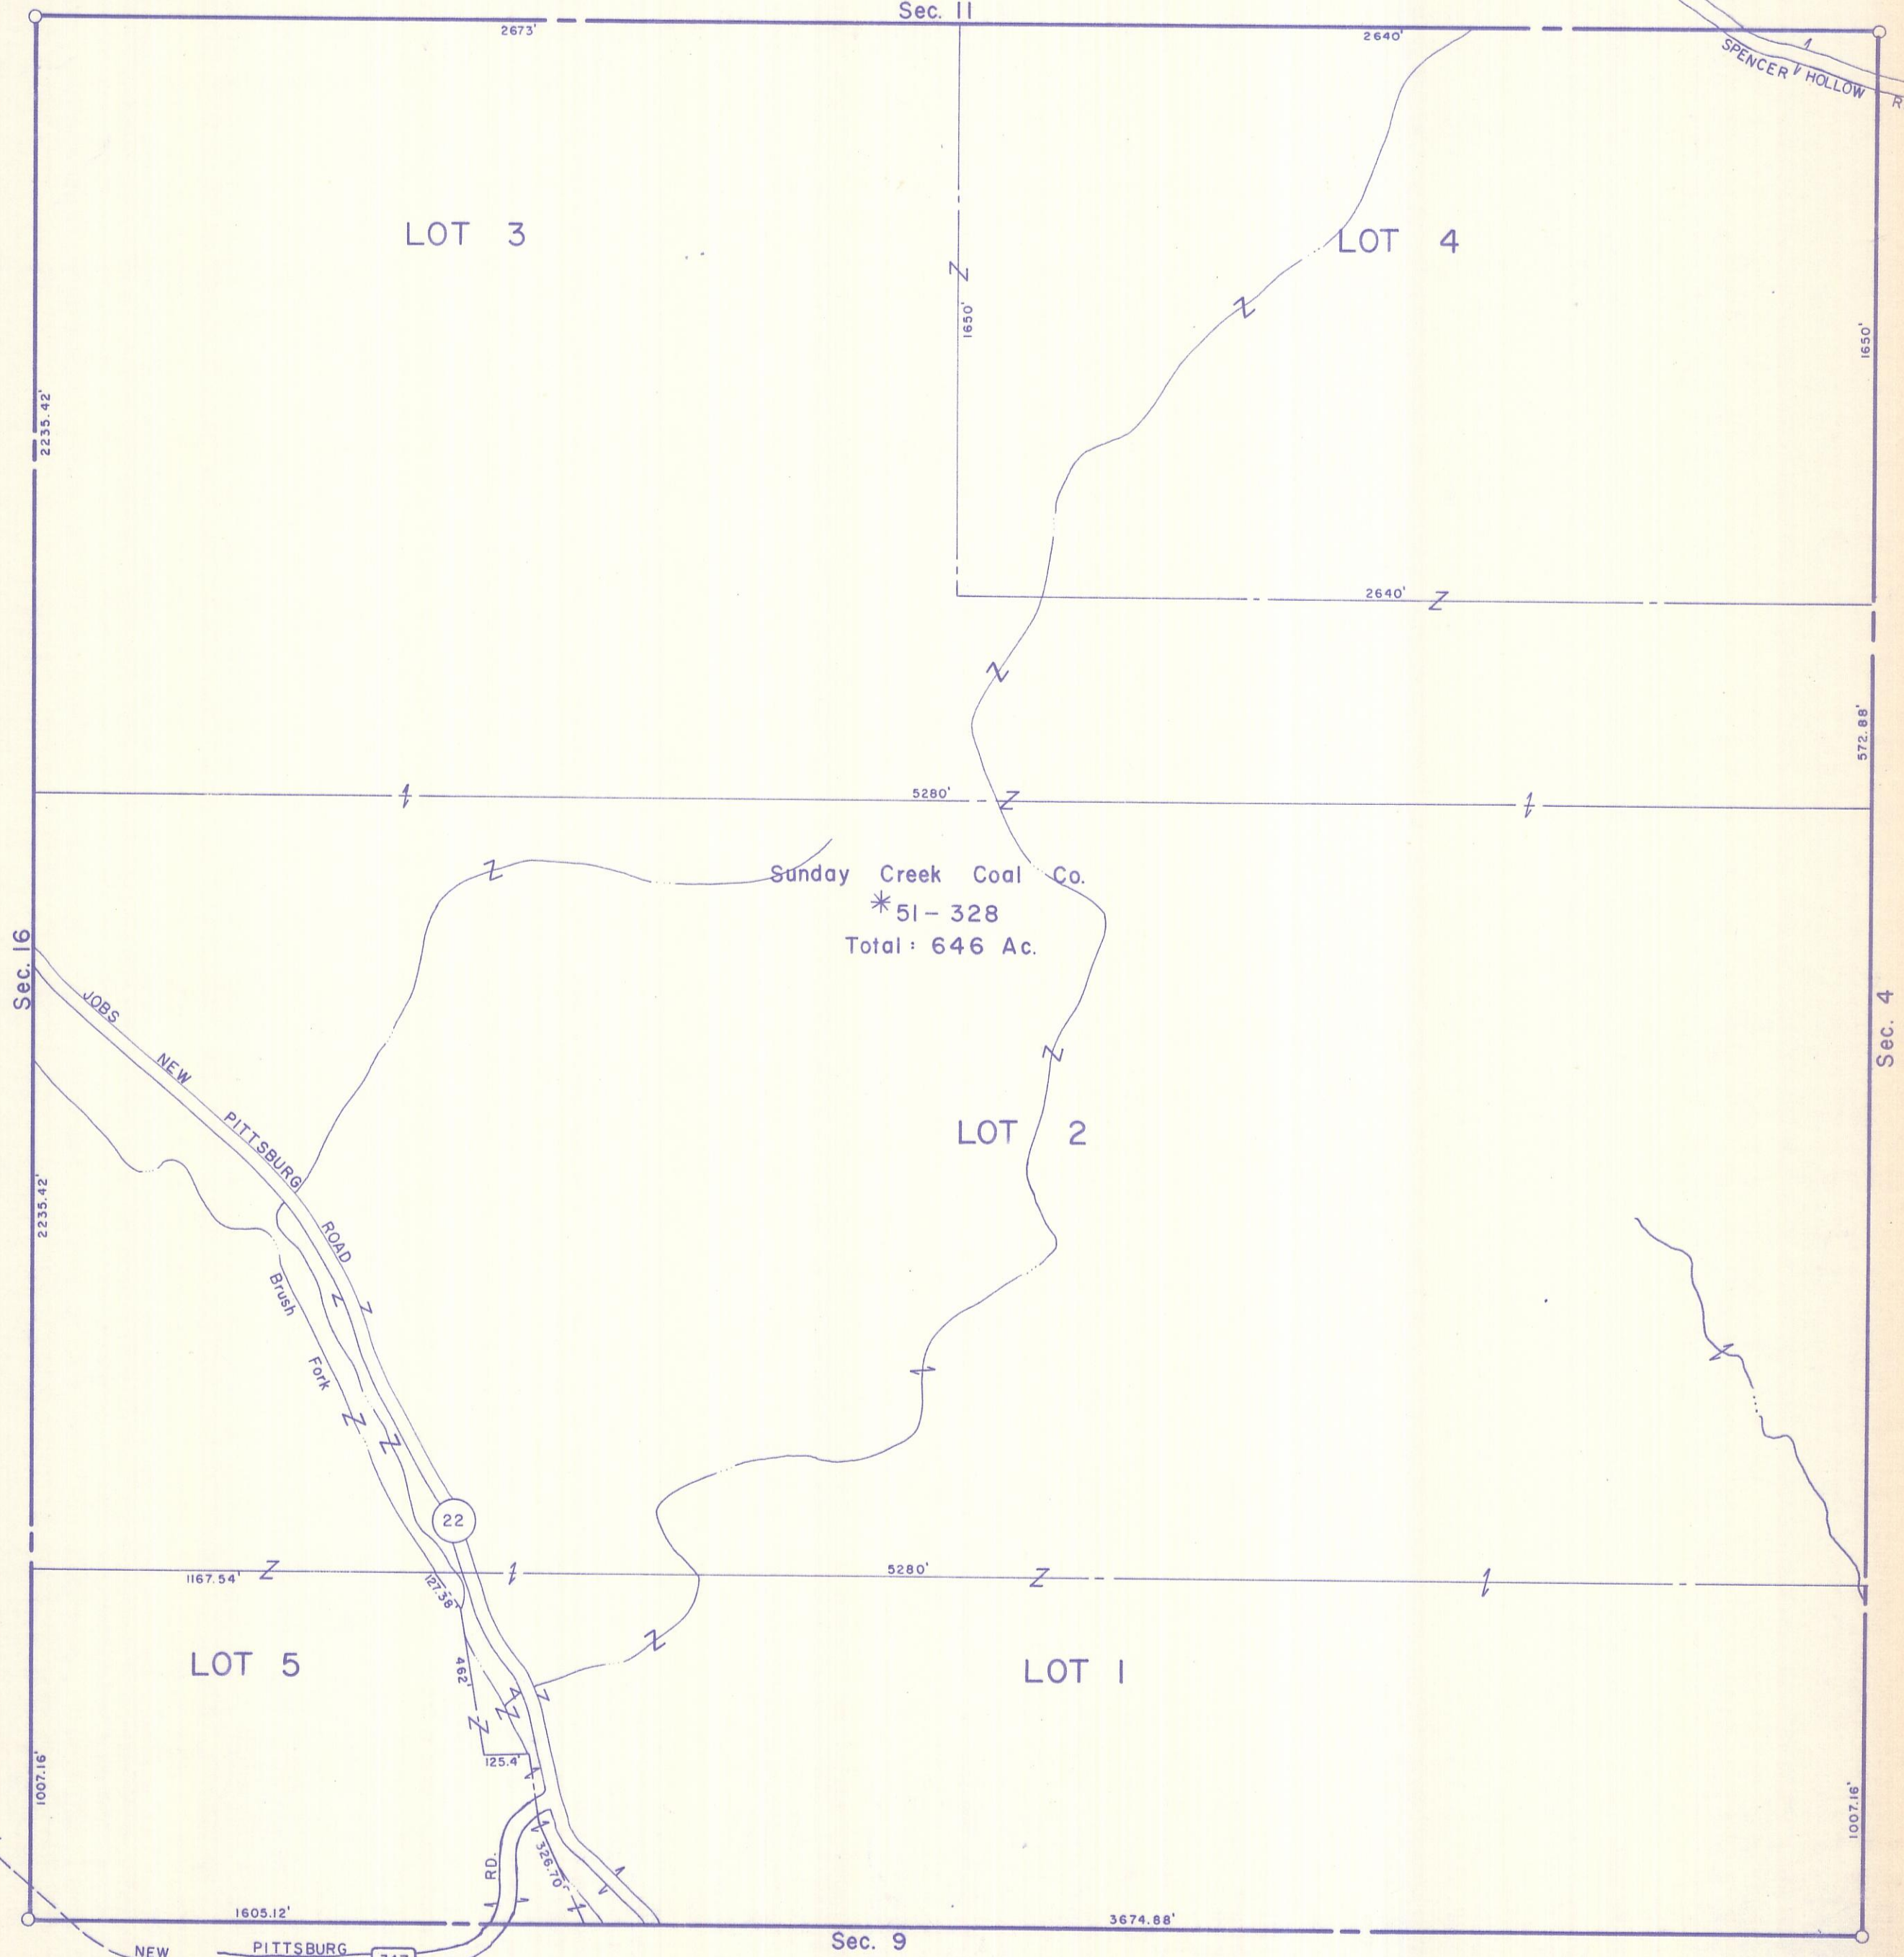 Sec. 11
2673'
2640'
SPENCER HOLLOW R
LOT 3
LOT 4
1650'
1650'
2235.42'
2640'
572.88'
5280'
Sunday Creek Coal Co.
*51-328
Total: 646 Ac.
Sec. 16
Sec. 4
JOBS NEW PITTSBURG ROAD
LOT 2
2235.42'
Brush Fork
22
1167.54'
127.38'
5280'
LOT 5
LOT 1
462'
125.4'
1007.16'
1007.16'
326.70'
RD.
1605.12'
3674.88'
Sec. 9
NEW PITTSBURG